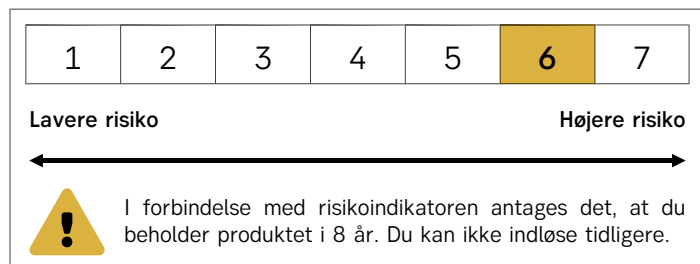 1 2 3 4 5 6 7
Lavere risiko Højere risiko
I forbindelse med risikoindikatoren antages det, at du
beholder produktet i 8 år. Du kan ikke indløse tidligere.